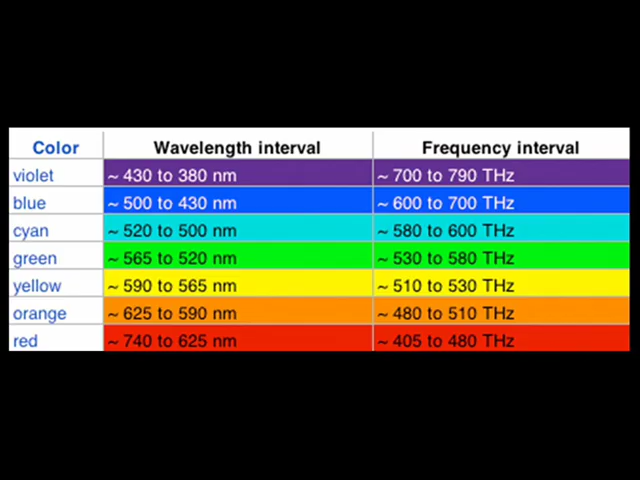 Color Wavelength interval Frequency interval
violet ~ 430 to 380 nm ~ 700 to 790 THz
blue ~ 500 to 430 nm ~ 600 to 700 THz
cyan ~ 520 to 500 nm ~ 580 to 600 THz
green ~ 565 to 520 nm ~ 530 to 580 THz
yellow ~ 590 to 565 nm ~ 510 to 530 THz
orange ~ 625 to 590 nm ~ 480 to 510 THz
red ~ 740 to 625 nm ~ 405 to 480 THz